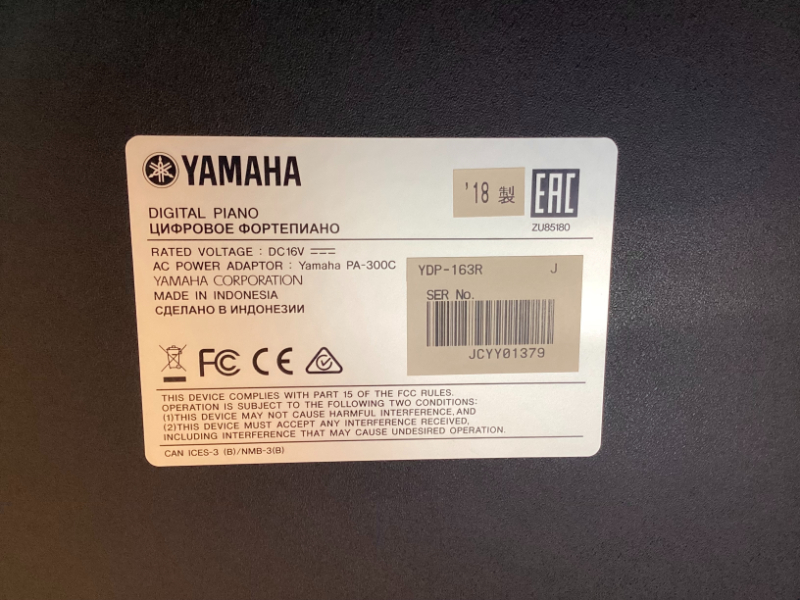 YAMAHA
'18 製
EAC
DIGITAL PIANO
ZU85180
ЦИФРОВОЕ ФОРТЕПИАНО
RATED VOLTAGE : DC16V
AC POWER ADAPTOR : Yamaha PA-300C
YAMAHA CORPORATION
MADE IN INDONESIA
СДЕЛАНО В ИНДОНЕЗИИ
YDP-163R J
SER No.
JCYY01379
FC CE
THIS DEVICE COMPLIES WITH PART 15 OF THE FCC RULES.
OPERATION IS SUBJECT TO THE FOLLOWING TWO CONDITIONS:
(1)THIS DEVICE MAY NOT CAUSE HARMFUL INTERFERENCE, AND
(2)THIS DEVICE MUST ACCEPT ANY INTERFERENCE RECEIVED,
INCLUDING INTERFERENCE THAT MAY CAUSE UNDESIRED OPERATION.
CAN ICES-3 (B)/NMB-3(B)